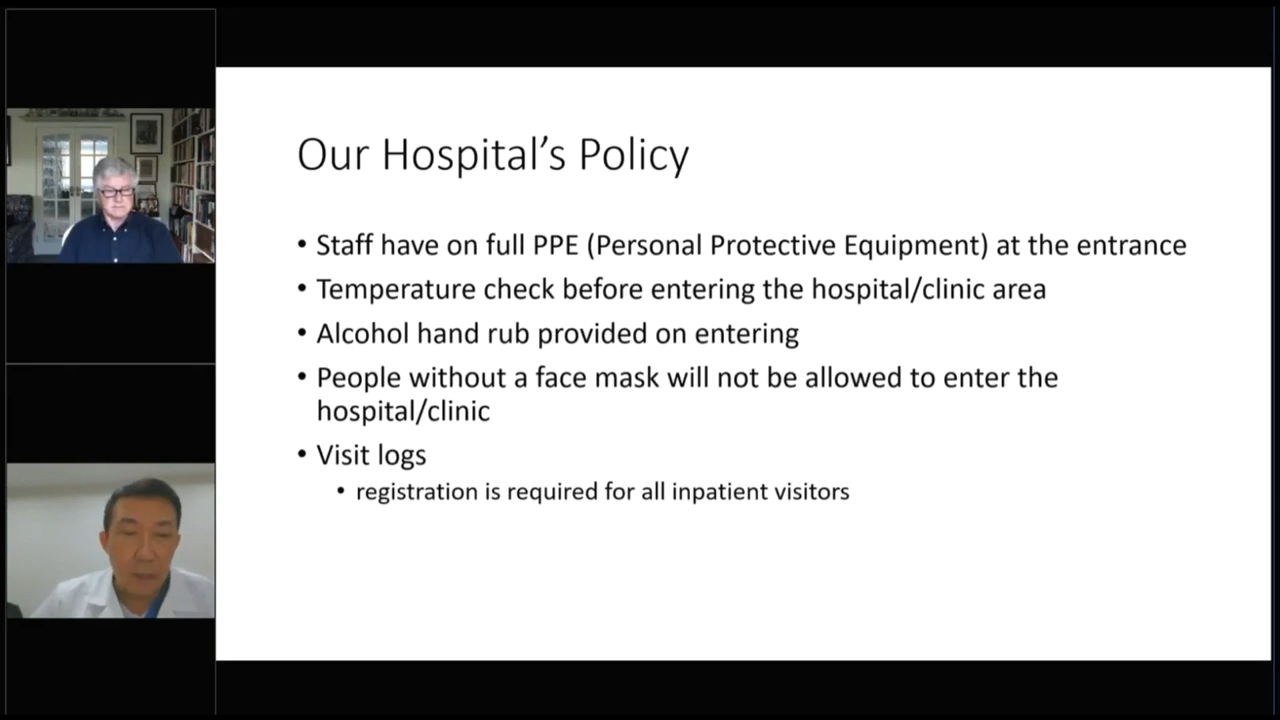 Our Hospital’s Policy
• Staff have on full PPE (Personal Protective Equipment) at the entrance
• Temperature check before entering the hospital/clinic area
• Alcohol hand rub provided on entering
• People without a face mask will not be allowed to enter the
hospital/clinic
• Visit logs
• registration is required for all inpatient visitors